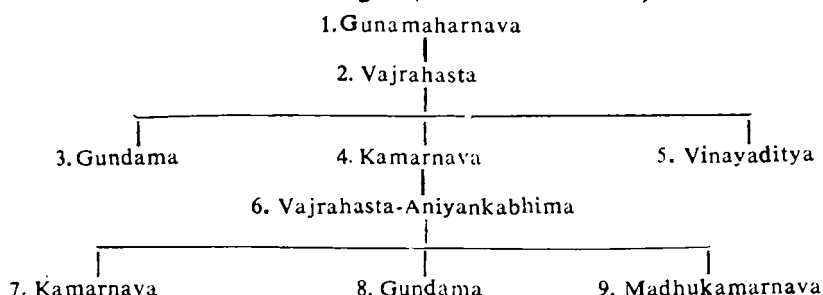 1.Gunamaharnava
2. Vajrahasta
3.Gundama 4. Kamarnava 5. Vinayaditya
6. Vajrahasta-Aniyankabhima
7. Kamarnava 8. Gundama 9. Madhukamarnava